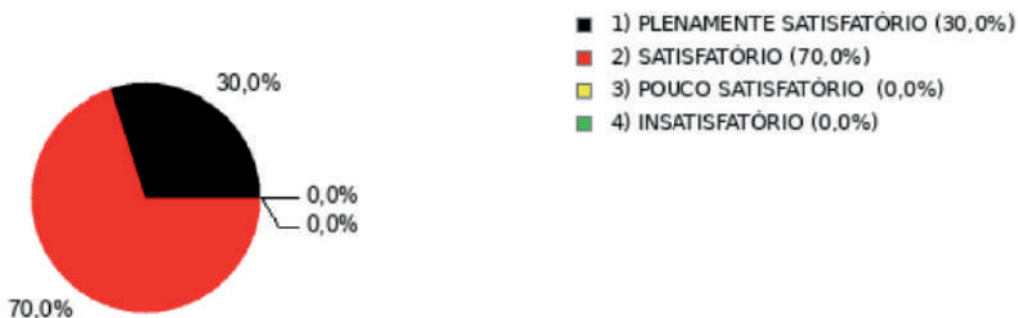 1) PLENAMENTE SATISFATÓRIO (30,0%)
2) SATISFATÓRIO (70,0%)
3) POUCO SATISFATÓRIO (0,0%)
4) INSATISFATÓRIO (0,0%)
30,0%
0,0%
0,0%
70,0%